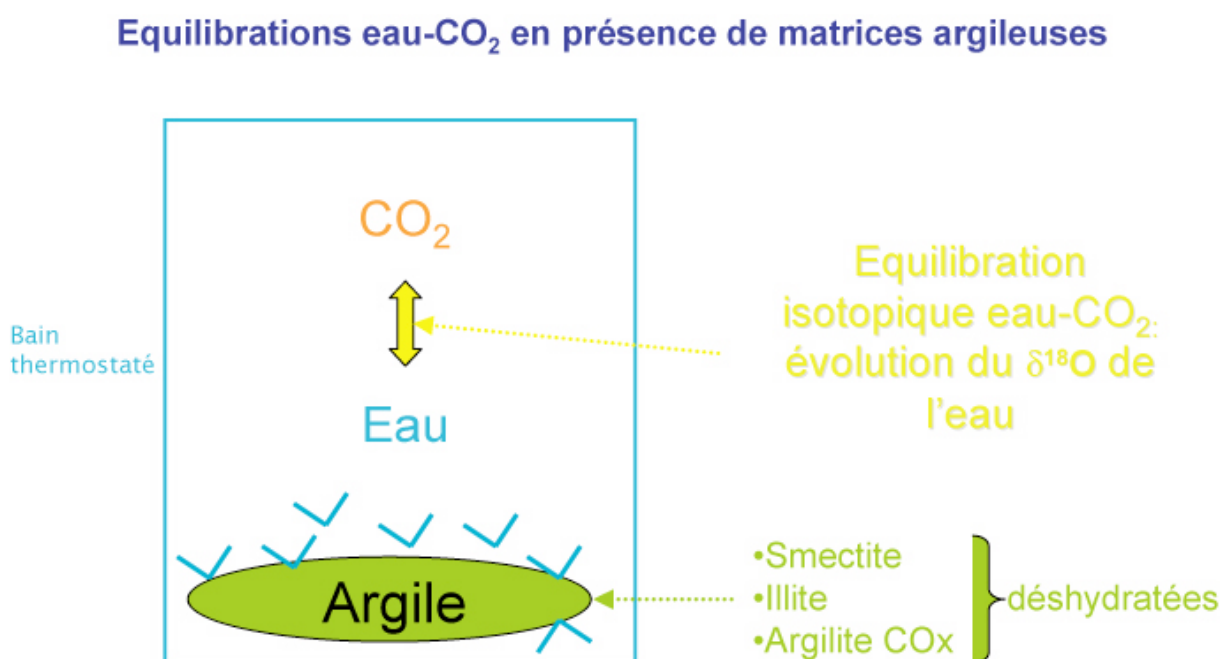 Equilibrations eau-CO₂ en présence de matrices argileuses
CO₂
Equilibration
isotopique eau-CO₂:
évolution du δ¹⁸O de
l'eau
Bain
thermostaté
Eau
Argile
•Smectite
•Illite
•Argilite COx
déshydratées